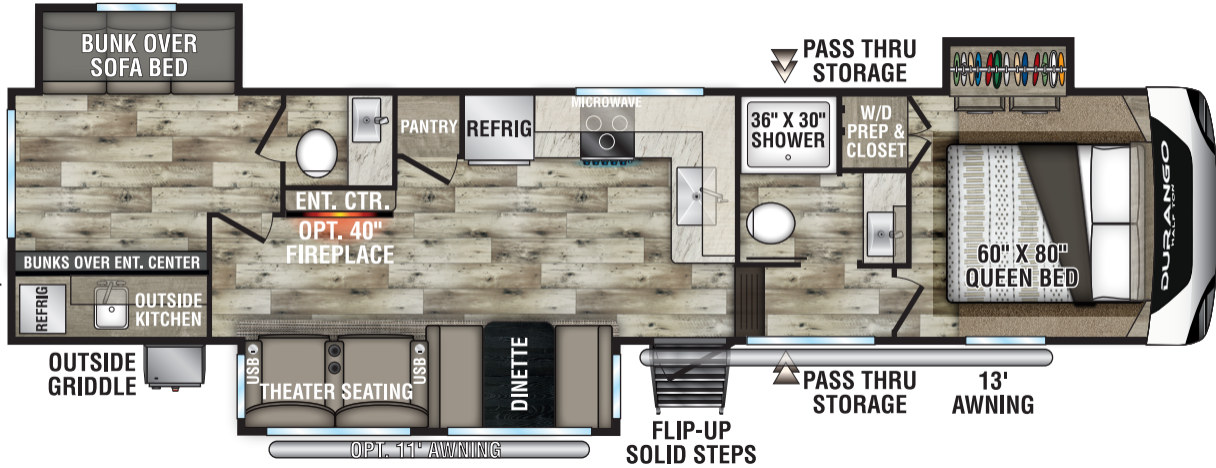 BUNK OVER
SOFA BED
PASS THRU
STORAGE
MICROWAVE
PANTRY
REFRIG
36" X 30"
SHOWER
W/D
PREP &
CLOSET
ENT. CTR.
OPT. 40"
FIREPLACE
60" X 80"
QUEEN BED
DURANGO
HALF TON
BUNKS OVER ENT. CENTER
REFRIG
OUTSIDE
KITCHEN
OUTSIDE
GRIDDLE
USB
THEATER SEATING
USB
DINETTE
OPT. 11' AWNING
FLIP-UP
SOLID STEPS
PASS THRU
STORAGE
13'
AWNING